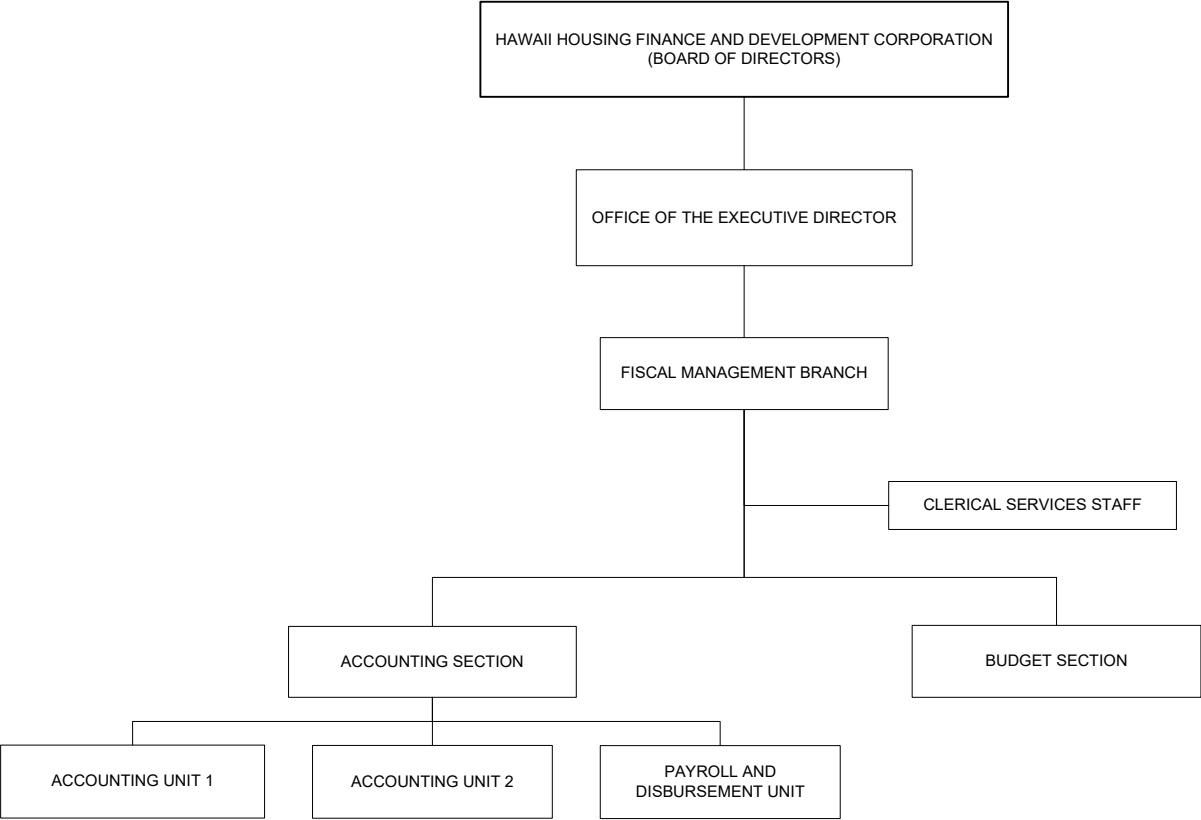 HAWAII HOUSING FINANCE AND DEVELOPMENT CORPORATION
(BOARD OF DIRECTORS)
OFFICE OF THE EXECUTIVE DIRECTOR
FISCAL MANAGEMENT BRANCH
CLERICAL SERVICES STAFF
ACCOUNTING SECTION
BUDGET SECTION
ACCOUNTING UNIT 1
ACCOUNTING UNIT 2
PAYROLL AND
DISBURSEMENT UNIT